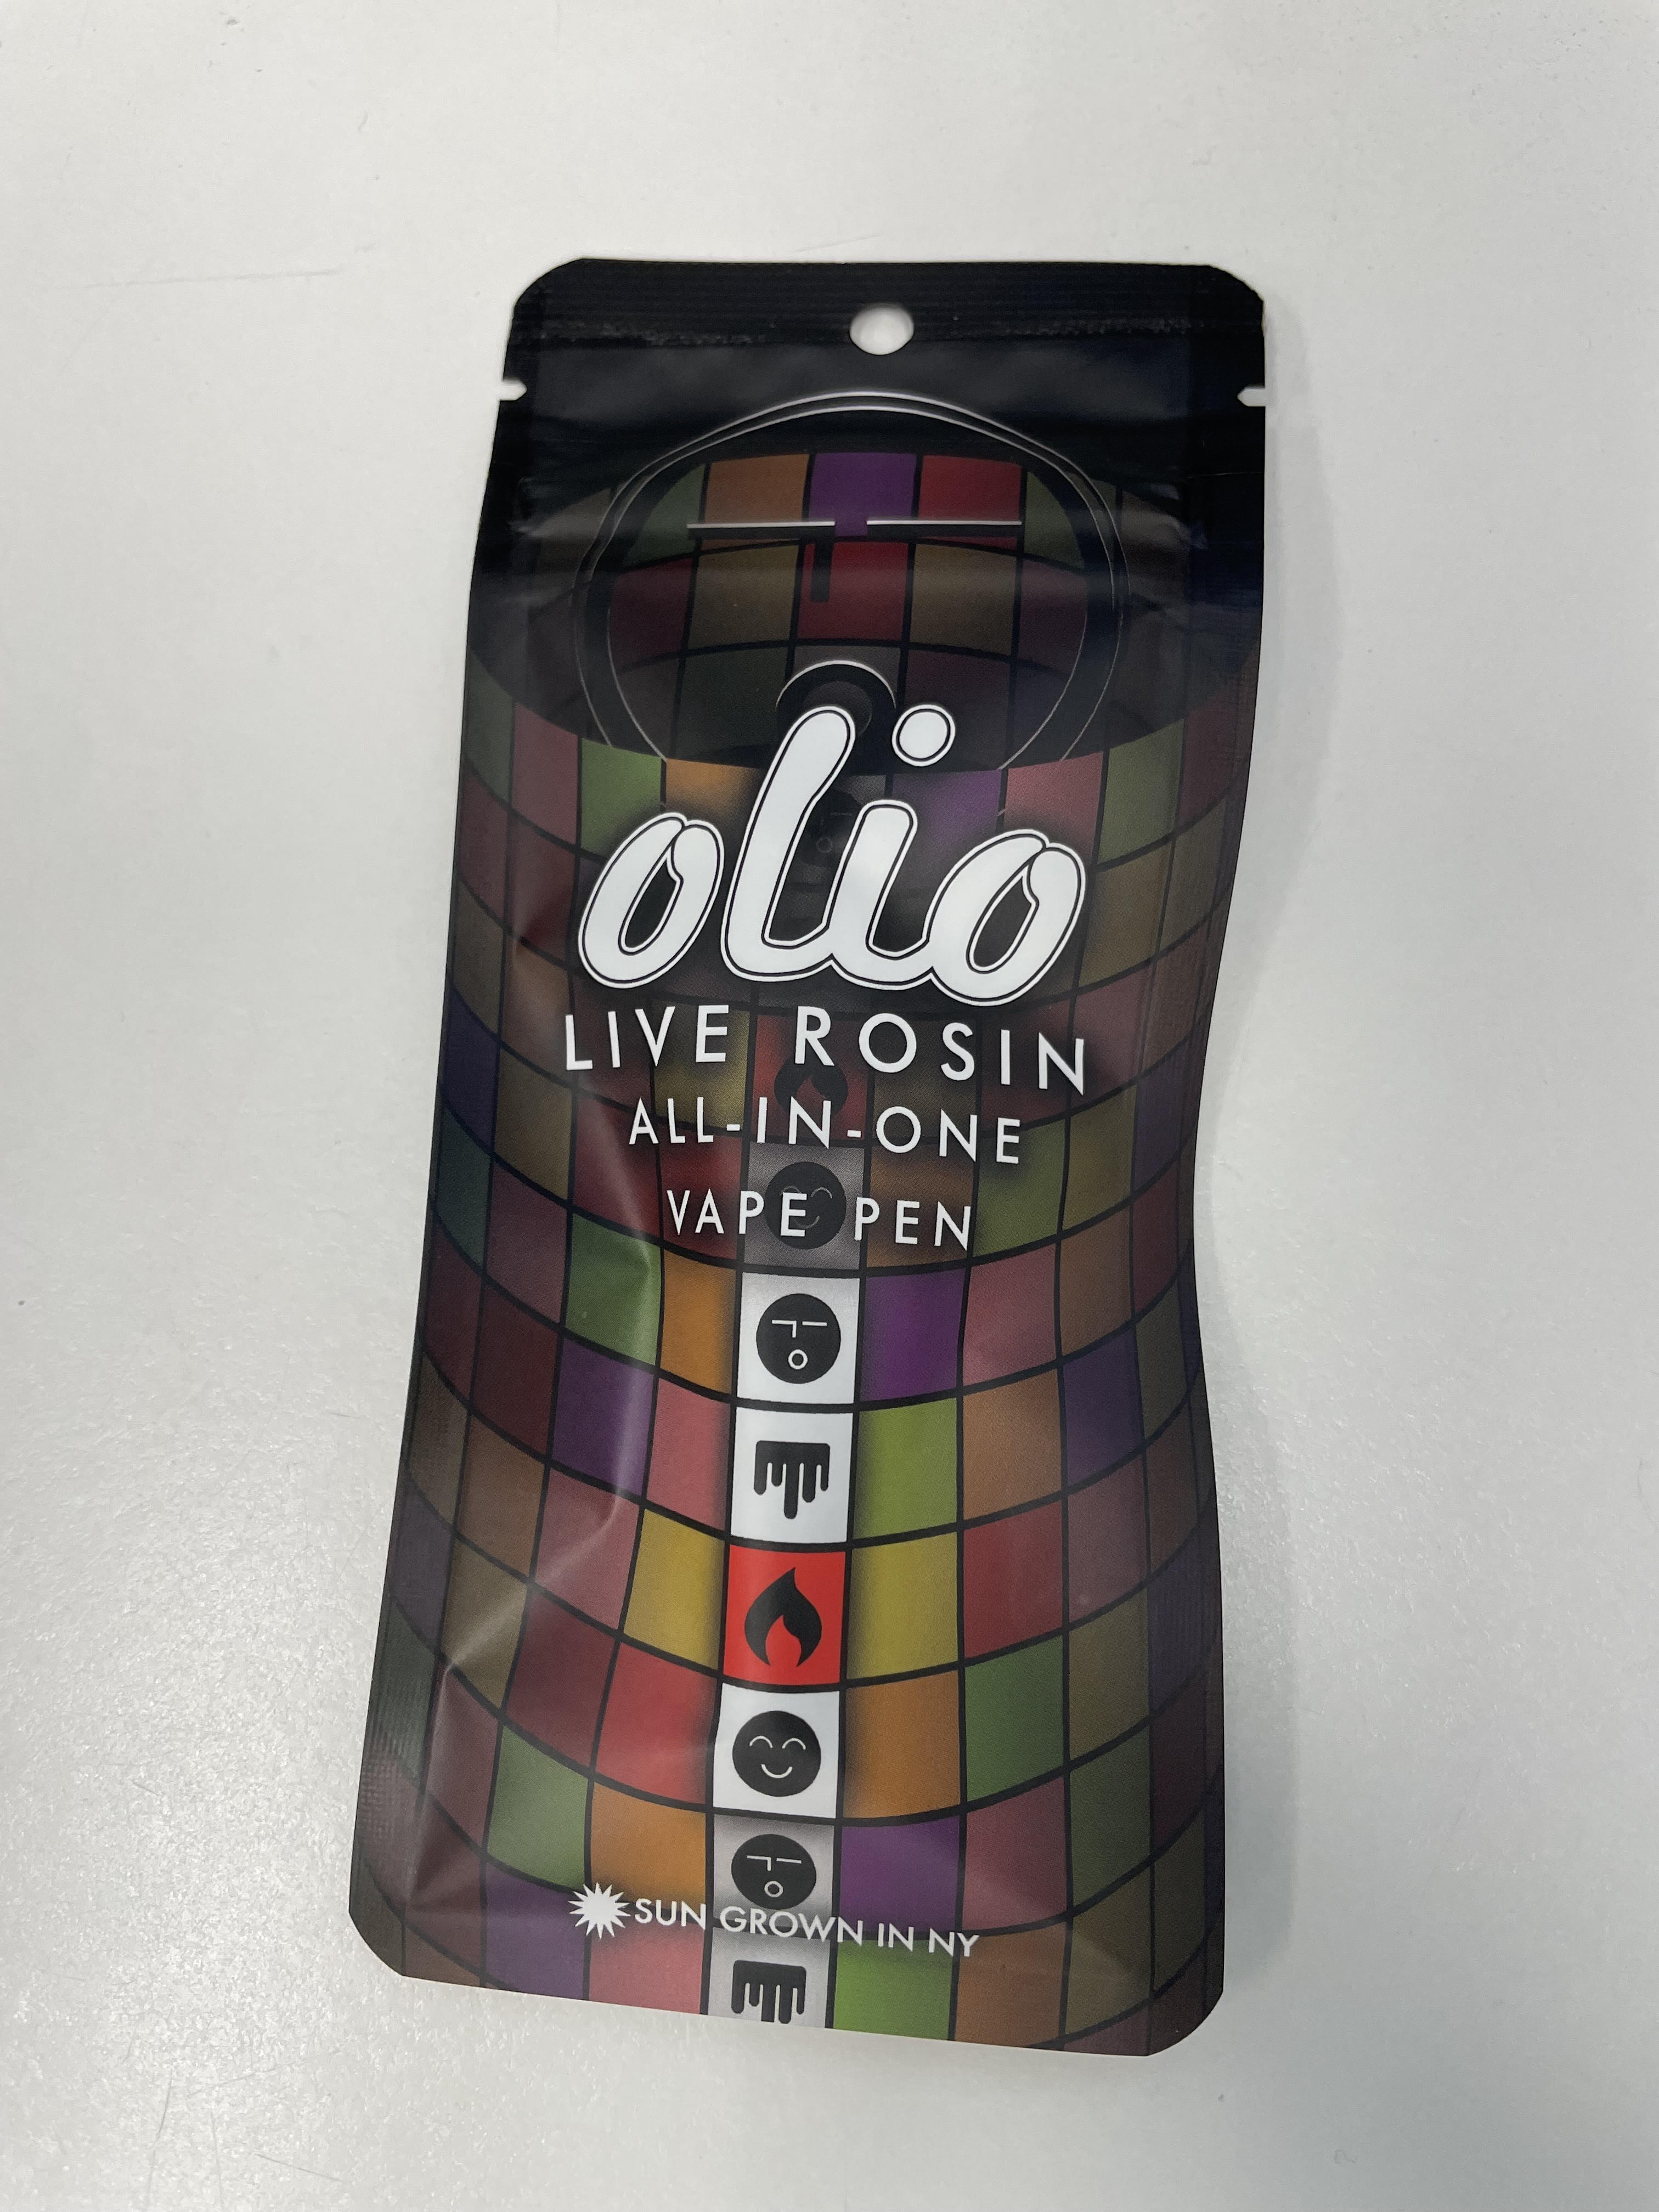 olio
LIVE ROSIN
ALL-IN-ONE
VAPE PEN
SUN GROWN IN NY